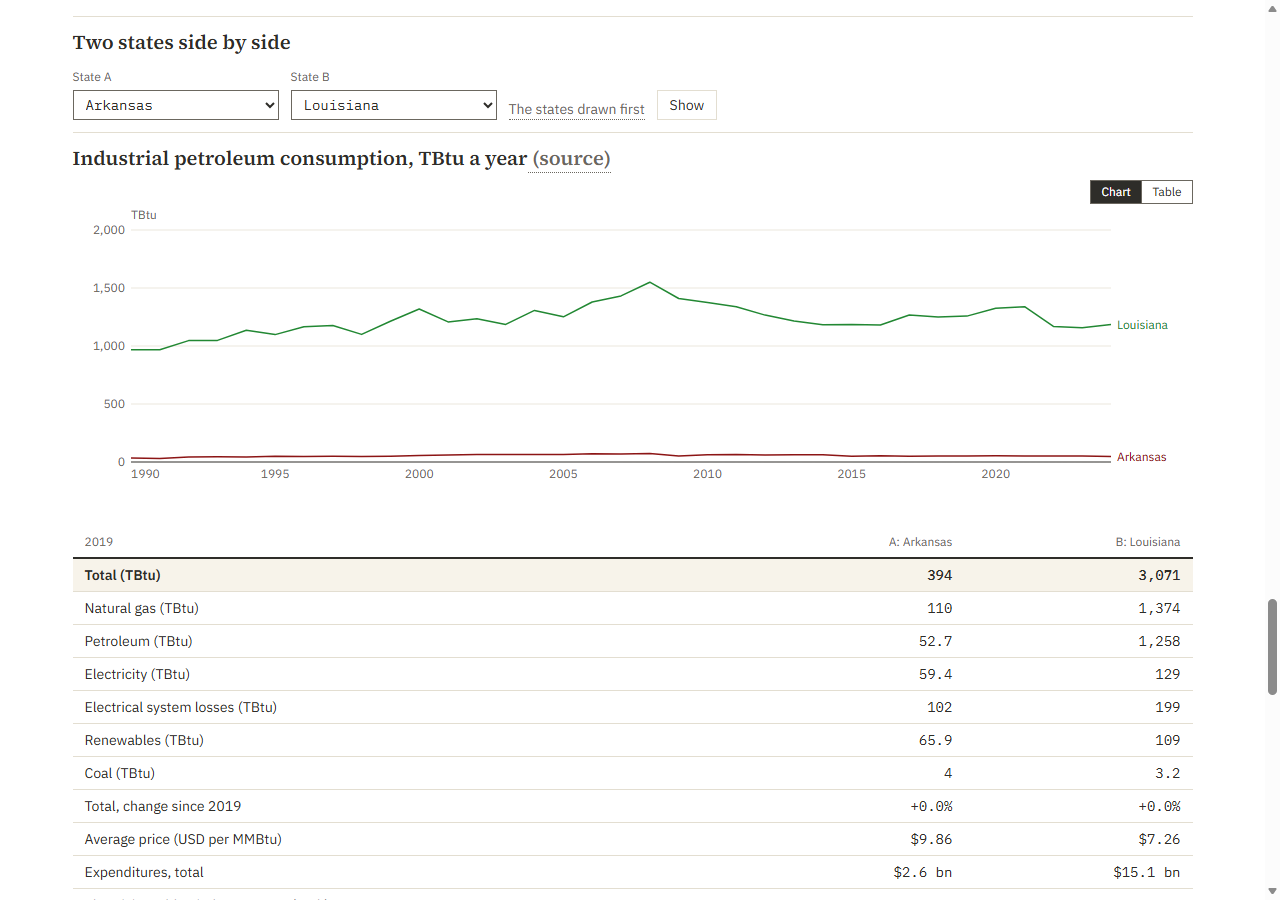 Two states side by side
State A
State B
Arkansas
Louisiana
The states drawn first
Show
Industrial petroleum consumption, TBtu a year (source)
Chart
Table
TBtu
2,000
1,500
1,000
500
0
Louisiana
Arkansas
1990
1995
2000
2005
2010
2015
2020
2019 A: Arkansas B: Louisiana
Total (TBtu) 394 3,071
Natural gas (TBtu) 110 1,374
Petroleum (TBtu) 52.7 1,258
Electricity (TBtu) 59.4 129
Electrical system losses (TBtu) 102 199
Renewables (TBtu) 65.9 109
Coal (TBtu) 4 3.2
Total, change since 2019 +0.0% +0.0%
Average price (USD per MMBtu) $9.86 $7.26
Expenditures, total $2.6 bn $15.1 bn